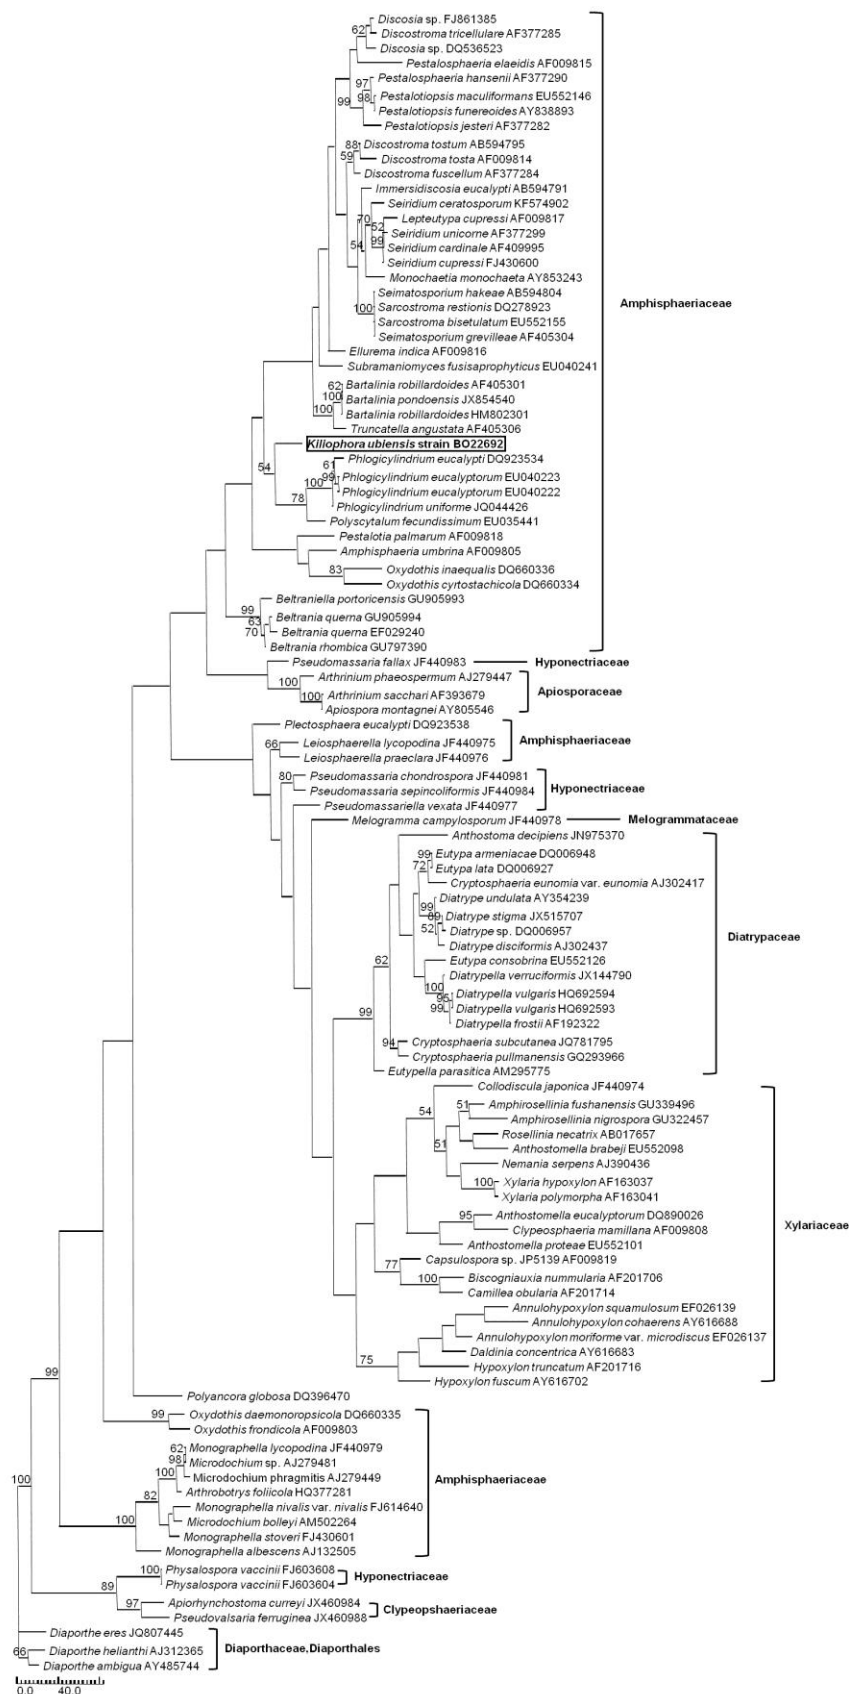 Discosia sp. FJ861385
62
Discostroma tricellulare AF377285
Discosia sp. DQ536523
Pestalosphaeria elaeidis AF009815
Pestalosphaeria hansenii AF377290
97
Pestalotiopsis maculiformans EU552146
98
99
Pestalotiopsis funereoides AY838893
Pestalotiopsis jesteri AF377282
88
Discostroma tostum AB594795
59
Discostroma tosta AF009814
Discostroma fuscellum AF377284
Immersidiscosia eucalypti AB594791
Seiridium ceratosporum KF574902
70
Lepteutypa cupressi AF009817
52
Seiridium unicorne AF377299
54
99
Seiridium cardinale AF409995
Seiridium cupressi FJ430600
Monochaetia monochaeta AY853243
Seimatosporium hakeae AB594804
100
Sarcostroma restionis DQ278923
Amphisphaeriaceae
Sarcostroma bisetulatum EU552155
Seimatosporium grevilleae AF405304
Ellurema indica AF009816
Subramaniomyces fusisaprophyticus EU040241
62
Bartalinia robillardoides AF405301
100
Bartalinia pondoensis JX854540
100
Bartalinia robillardoides HM802301
Truncatella angustata AF405306
Kiliophora ubiensis strain BO22692
61
Phlogicylindrium eucalypti DQ923534
54
99
Phlogicylindrium eucalyptorum EU040223
100
Phlogicylindrium eucalyptorum EU040222
78
Phlogicylindrium uniforme JQ044426
Polyscytalum fecundissimum EU035441
Pestalotia palmarum AF009818
Amphisphaeria umbrina AF009805
83
Oxydothis inaequalis DQ660336
Oxydothis cyrtostachicola DQ660334
Beltraniella portoricensis GU905993
99
63
Beltrania querna GU905994
70
Beltrania querna EF029240
Beltrania rhombica GU797390
Pseudomassaria fallax JF440983
Hyponectriaceae
100
Arthrinium phaeospermum AJ279447
100
Arthrinium sacchari AF393679
Apiosporaceae
Apiospora montagnei AY805546
Plectosphaera eucalypti DQ923538
66
Leiosphaerella lycopodina JF440975
Amphisphaeriaceae
Leiosphaerella praeclara JF440976
80
Pseudomassaria chondrospora JF440981
Pseudomassaria sepincoliformis JF440984
Hyponectriaceae
Pseudomassariella vexata JF440977
Melogramma campylosporum JF440978
Melogrammataceae
Anthostoma decipiens JN975370
99
Eutypa armeniacae DQ006948
72
Eutypa lata DQ006927
Cryptosphaeria eunomia var. eunomia AJ302417
99
Diatrype undulata AY354239
89
Diatrype stigma JX515707
52
Diatrype sp. DQ006957
Diatrypaceae
Diatrype disciformis AJ302437
62
Eutypa consobrina EU552126
Diatrypella verruciformis JX144790
100
95
Diatrypella vulgaris HQ692594
99
Diatrypella vulgaris HQ692593
99
Diatrypella frostii AF192322
94
Cryptosphaeria subcutanea JQ781795
Cryptosphaeria pullmanensis GQ293966
Eutypella parasitica AM295775
Collodiscula japonica JF440974
54
51
Amphirosellinia fushanensis GU339496
Amphirosellinia nigrospora GU322457
51
Rosellinia necatrix AB017657
Anthostomella brabeji EU552098
Nemania serpens AJ390436
100
Xylaria hypoxylon AF163037
Xylaria polymorpha AF163041
95
Anthostomella eucalyptorum DQ890026
Xylariaceae
Clypeosphaeria mamillana AF009808
Anthostomella proteae EU552101
77
Capsulospora sp. JP5139 AF009819
100
Biscogniauxia nummularia AF201706
Camillea obularia AF201714
Annulohypoxylon squamulosum EF026139
Annulohypoxylon cohaerens AY616688
Annulohypoxylon moriforme var. microdiscus EF026137
75
Daldinia concentrica AY616683
Hypoxylon truncatum AF201716
99
Hypoxylon fuscum AY616702
Polyancora globosa DQ396470
99
Oxydothis daemonoropsicola DQ660335
Oxydothis frondicola AF009803
62
Monographella lycopodina JF440979
98
Microdochium sp. AJ279481
100
100
Microdochium phragmitis AJ279449
Amphisphaeriaceae
82
Arthrobotrys foliicola HQ377281
Monographella nivalis var. nivalis FJ614640
100
Microdochium bolleyi AM502264
Monographella stoveri FJ430601
Monographella albescens AJ132505
100
Physalospora vaccinii FJ603608
Hyponectriaceae
89
Physalospora vaccinii FJ603604
97
Apiorhynchostoma curreyi JX460984
Clypeopshaeriaceae
Pseudovalsaria ferruginea JX460988
Diaporthe eres JQ807445
66
Diaporthe helianthi AJ312365
Diaporthaceae,Diaporthales
Diaporthe ambigua AY485744
0.0 40.0